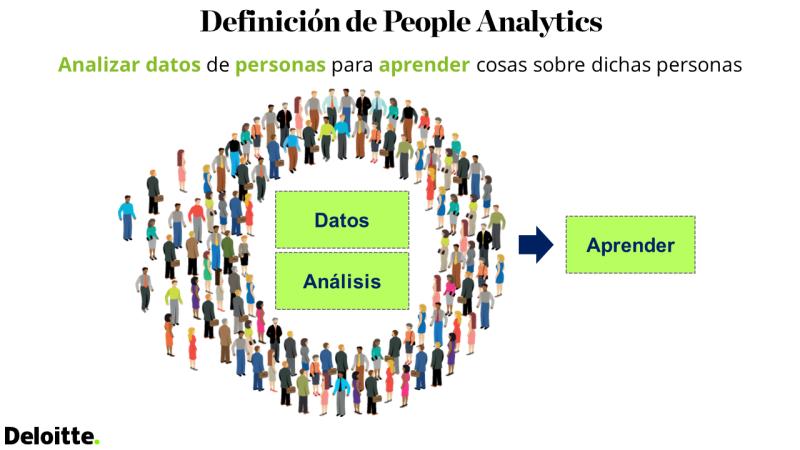 Definición de People Analytics
Analizar datos de personas para aprender cosas sobre dichas personas
Datos
Análisis
Aprender
Deloitte.